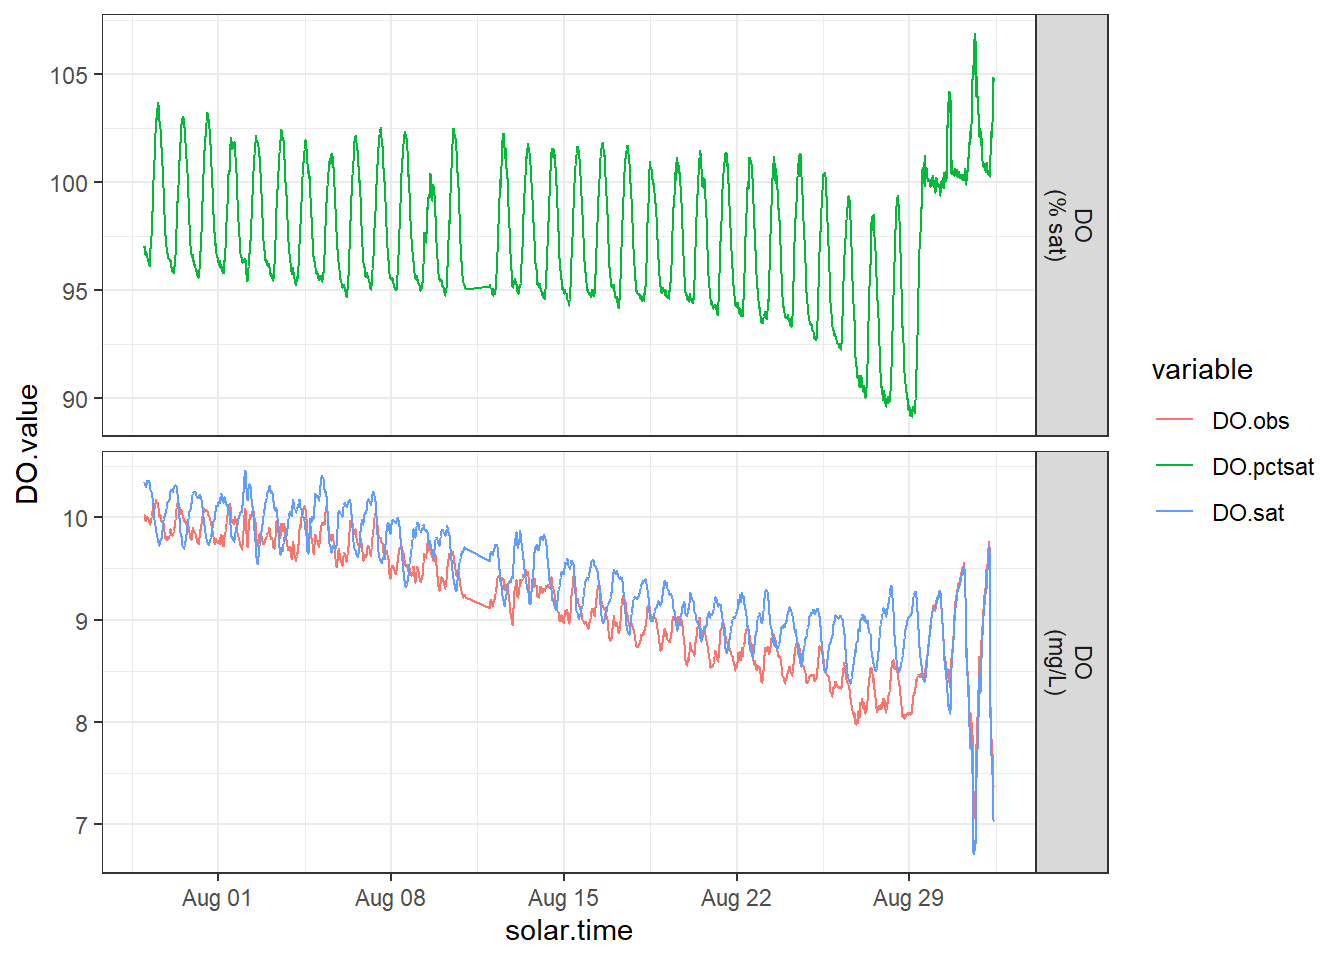 105
100
95
90
DO
(% sat)
DO.value
10
9
8
7
DO
(mg/L)
Aug 01
Aug 08
Aug 15
Aug 22
Aug 29
solar.time
variable
DO.obs
DO.pctsat
DO.sat